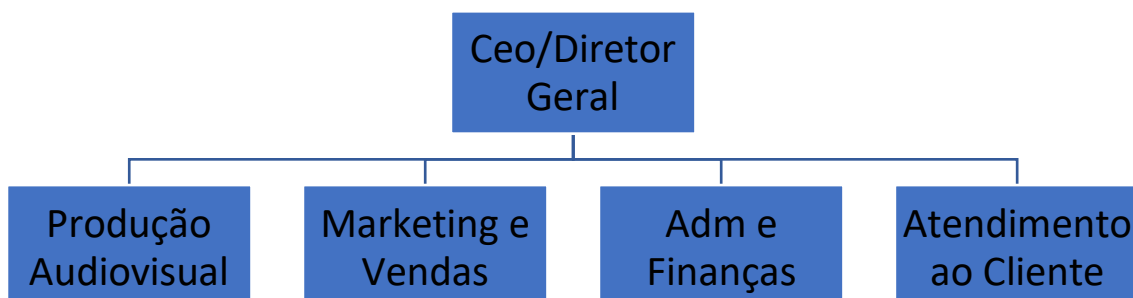 Ceo/Diretor
Geral
Produção
Audiovisual
Marketing e
Vendas
Adm e
Finanças
Atendimento
ao Cliente